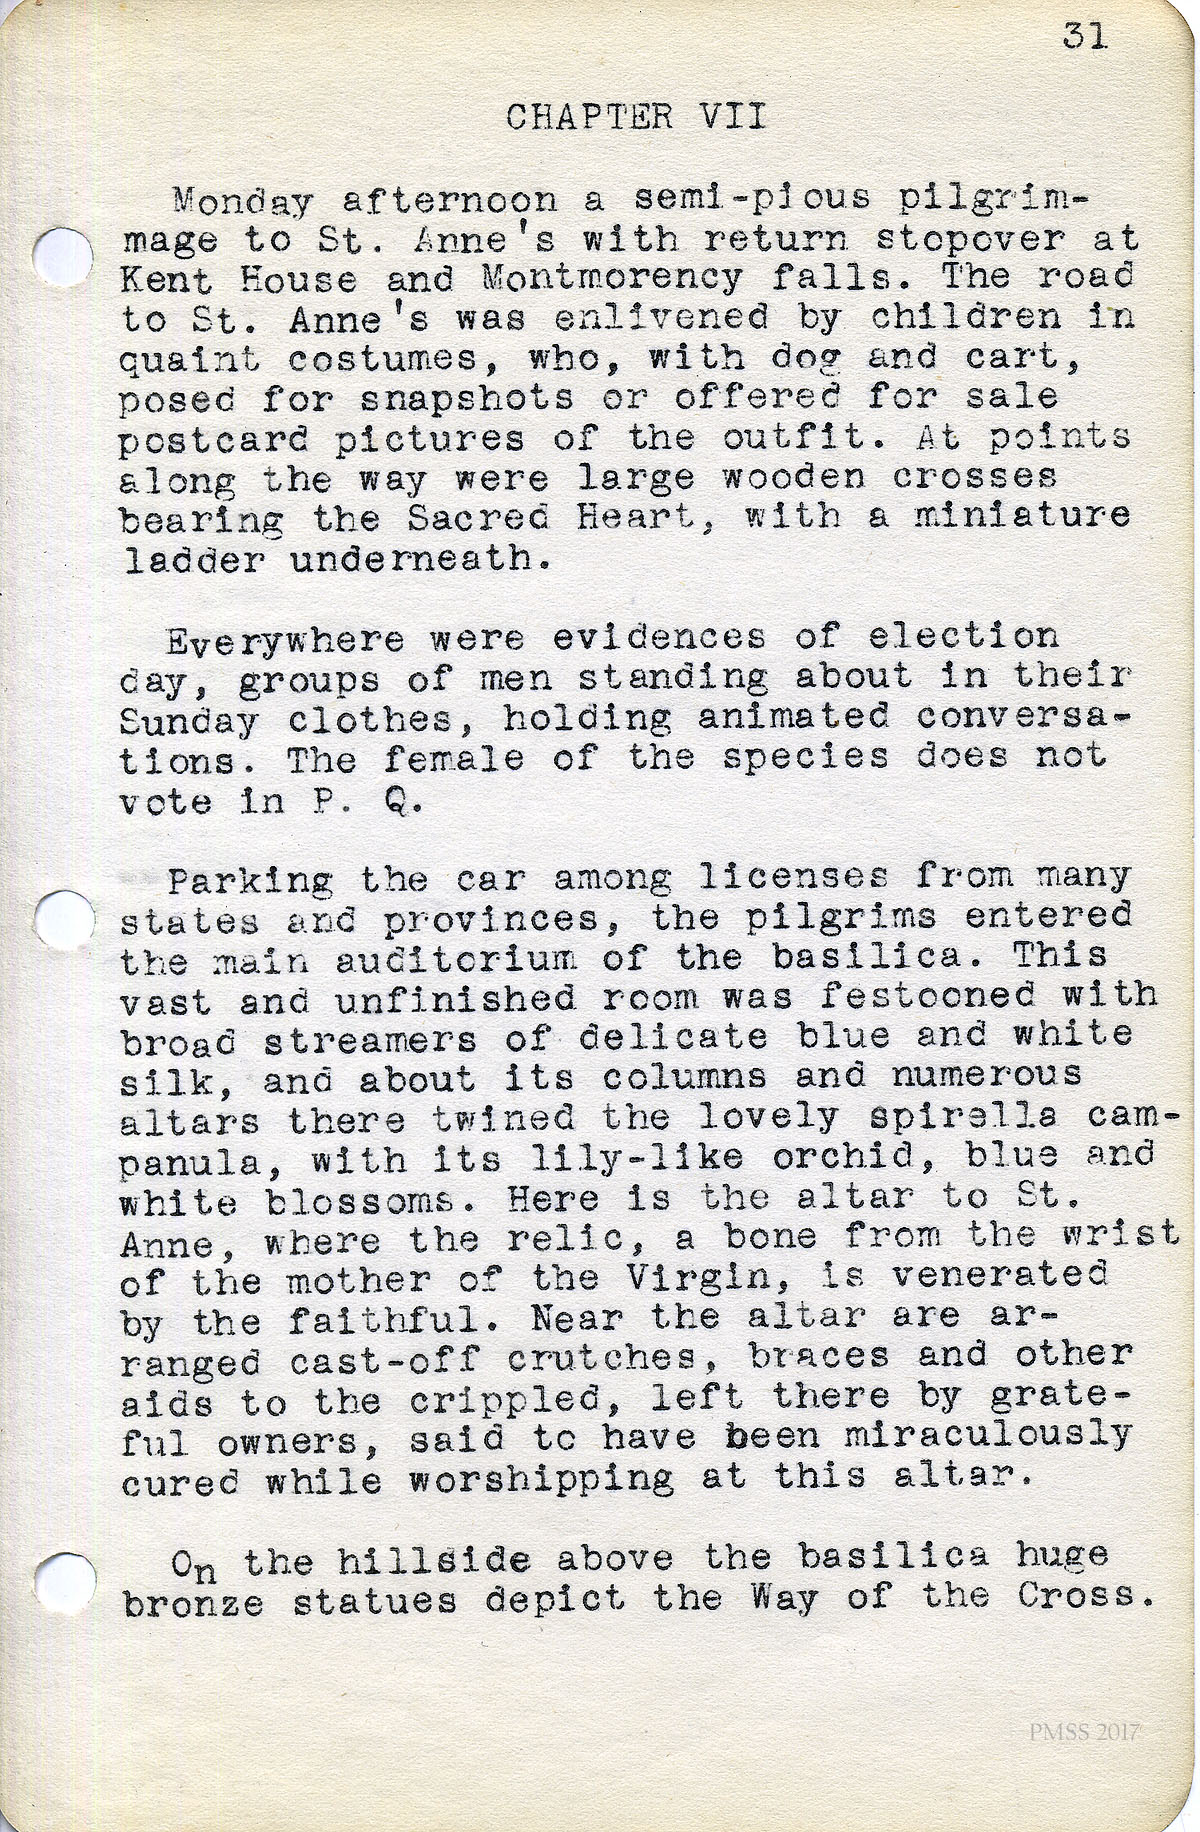 31
CHAPTER VII
Monday afternoon a semi-pious pilgrim-
mage to St. Anne's with return stopover at
Kent House and Montmorency falls. The road
to St. Anne's was enlivened by children in
quaint costumes, who, with dog and cart,
posed for snapshots or offered for sale
postcard pictures of the outfit. At points
along the way were large wooden crosses
bearing the Sacred Heart, with a miniature
ladder underneath.
Everywhere were evidences of election
day, groups of men standing about in their
Sunday clothes, holding animated conversa-
tions. The female of the species does not
vote in P. Q.
Parking the car among licenses from many
states and provinces, the pilgrims entered
the main auditorium of the basilica. This
vast and unfinished room was festooned with
broad streamers of delicate blue and white
silk, and about its columns and numerous
altars there twined the lovely spirella cam-
panula, with its lily-like orchid, blue and
white blossoms. Here is the altar to St.
Anne, where the relic, a bone from the wrist
of the mother of the Virgin, is venerated
by the faithful. Near the altar are ar-
ranged cast-off crutches, braces and other
aids to the crippled, left there by grate-
ful owners, said to have been miraculously
cured while worshipping at this altar.
On the hillside above the basilica huge
bronze statues depict the Way of the Cross.
PMSS 2017